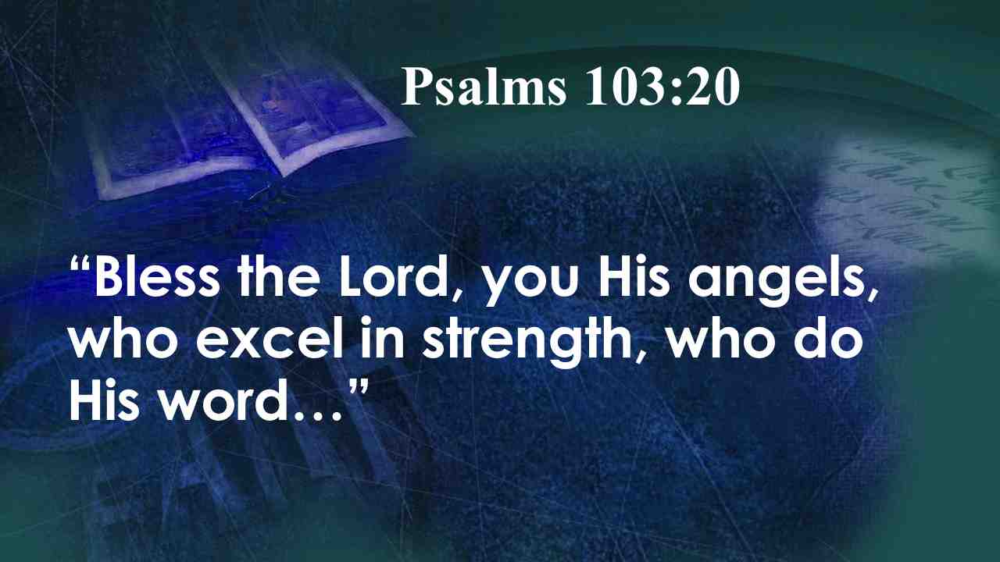 Psalms 103:20
“Bless the Lord, you His angels,
who excel in strength, who do
His word…”